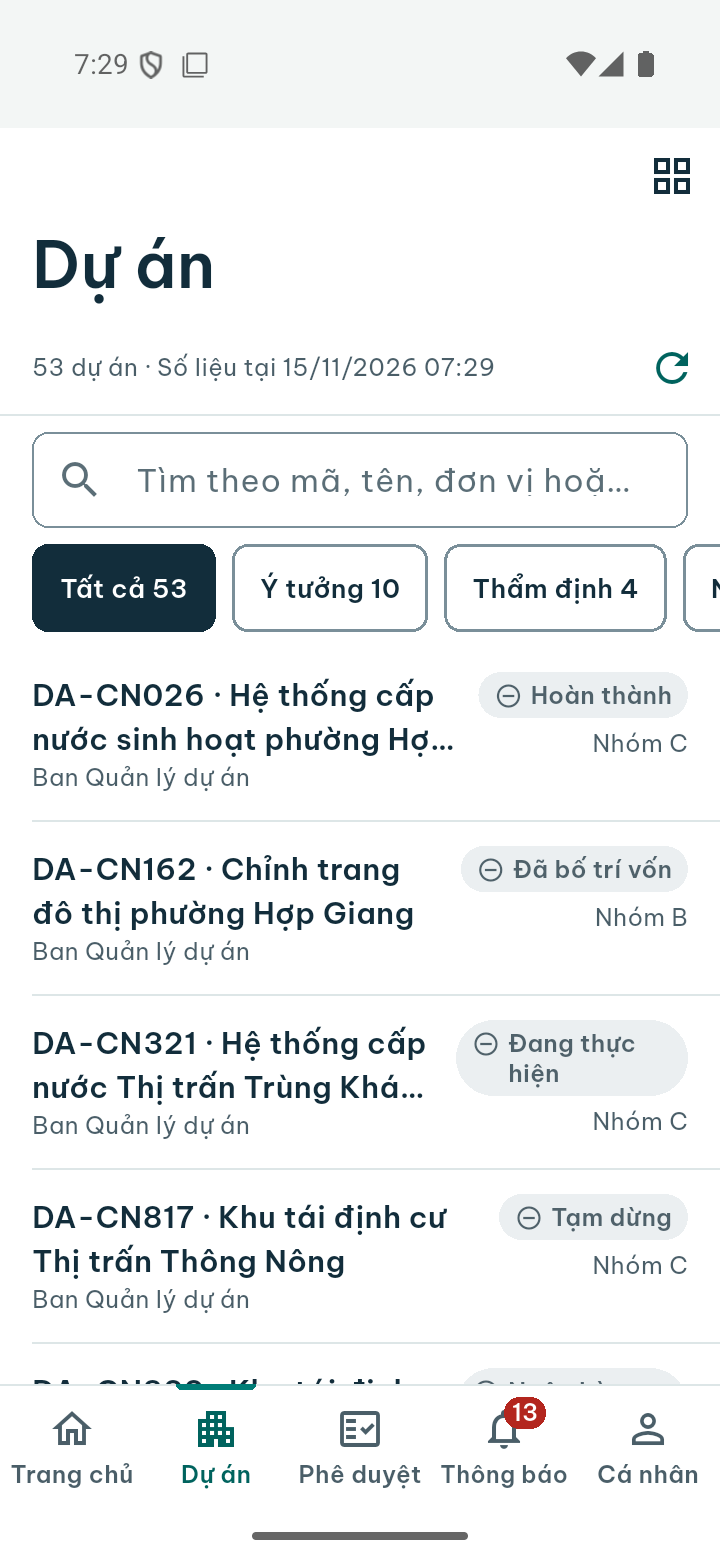 7:29
Dự án
53 dự án · Số liệu tại 15/11/2026 07:29
Tìm theo mã, tên, đơn vị hoặ...
Tất cả 53
Ý tưởng 10
Thẩm định 4
DA-CN026 · Hệ thống cấp
nước sinh hoạt phường Hợ...
Ban Quản lý dự án
Hoàn thành
Nhóm C
DA-CN162 · Chỉnh trang
đô thị phường Hợp Giang
Ban Quản lý dự án
Đã bố trí vốn
Nhóm B
DA-CN321 · Hệ thống cấp
nước Thị trấn Trùng Khá...
Ban Quản lý dự án
Đang thực
hiện
Nhóm C
DA-CN817 · Khu tái định cư
Thị trấn Thông Nông
Ban Quản lý dự án
Tạm dừng
Nhóm C
13
Trang chủ
Dự án
Phê duyệt
Thông báo
Cá nhân